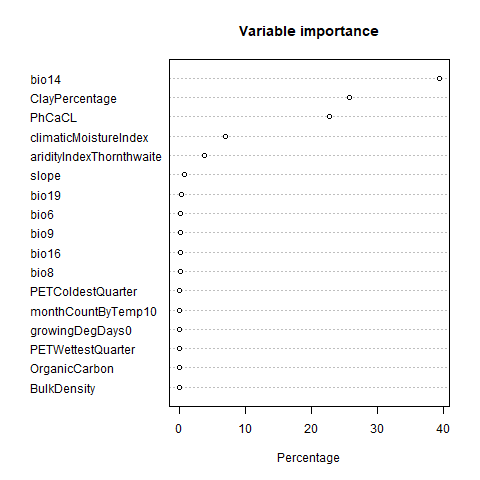 Variable importance
bio14
ClayPercentage
PhCaCL
climaticMoistureIndex
aridityIndexThornthwaite
slope
bio19
bio6
bio9
bio16
bio8
PETColdestQuarter
monthCountByTemp10
growingDegDays0
PETWettestQuarter
OrganicCarbon
BulkDensity
0 10 20 30 40
Percentage